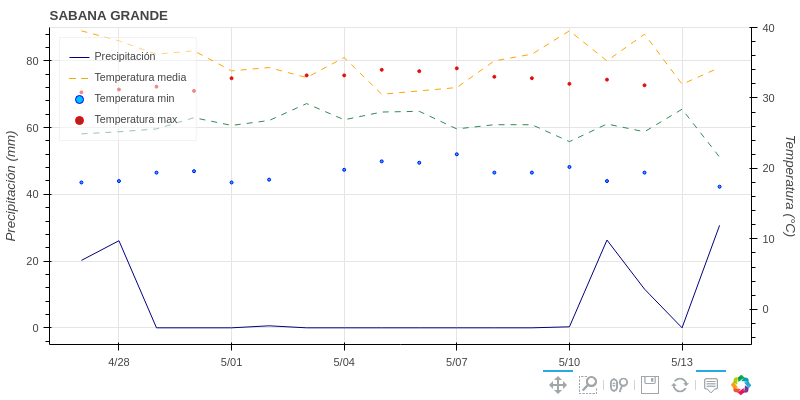 SABANA GRANDE
Precipitación
Temperatura media
Temperatura min
Temperatura max
Precipitación (mm)
80
60
40
20
0
Temperatura (°C)
40
30
20
10
0
4/28
5/01
5/04
5/07
5/10
5/13